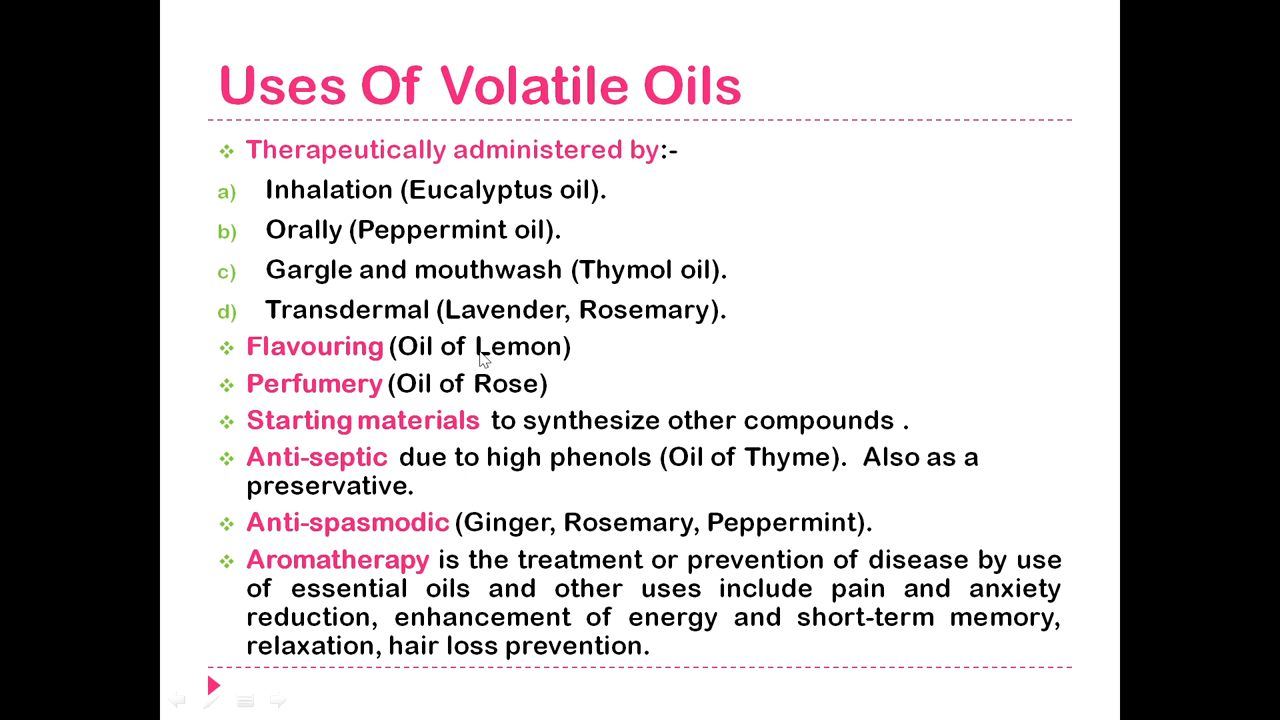 Uses Of Volatile Oils
❖ Therapeutically administered by:-
a) Inhalation (Eucalyptus oil).
b) Orally (Peppermint oil).
c) Gargle and mouthwash (Thymol oil).
d) Transdermal (Lavender, Rosemary).
❖ Flavouring (Oil of Lemon)
❖ Perfumery (Oil of Rose)
❖ Starting materials to synthesize other compounds .
❖ Anti-septic due to high phenols (Oil of Thyme). Also as a
preservative.
❖ Anti-spasmodic (Ginger, Rosemary, Peppermint).
❖ Aromatherapy is the treatment or prevention of disease by use
of essential oils and other uses include pain and anxiety
reduction, enhancement of energy and short-term memory,
relaxation, hair loss prevention.